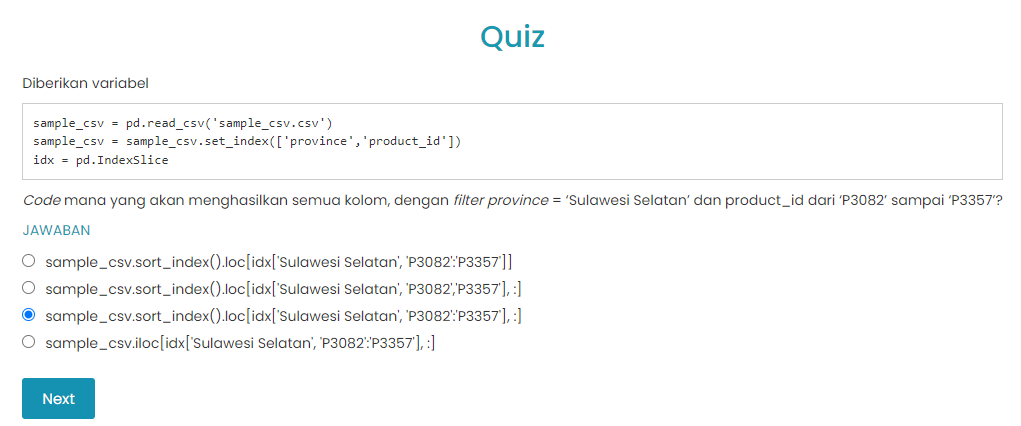 Quiz
Diberikan variabel
sample_csv = pd.read_csv('sample_csv.csv')
sample_csv = sample_csv.set_index(['province','product_id'])
idx = pd.IndexSlice
Code mana yang akan menghasilkan semua kolom, dengan filter province = ‘Sulawesi Selatan’ dan product_id dari ‘P3082’ sampai ‘P3357’?
JAWABAN
sample_csv.sort_index().loc[idx['Sulawesi Selatan', 'P3082':'P3357']]
sample_csv.sort_index().loc[idx['Sulawesi Selatan', 'P3082','P3357'], :]
sample_csv.sort_index().loc[idx['Sulawesi Selatan', 'P3082':'P3357'], :]
sample_csv.iloc[idx['Sulawesi Selatan', 'P3082':'P3357'], :]
Next